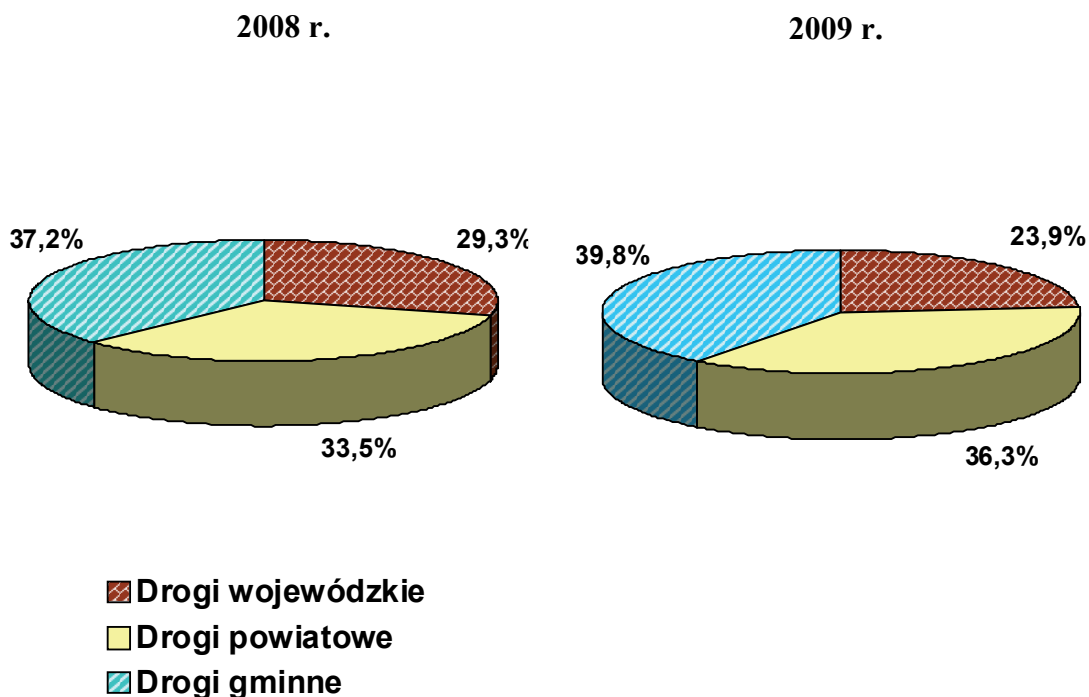 2008 r.
2009 r.
37,2%
29,3%
33,5%
39,8%
23,9%
36,3%
Drogi wojewódzkie
Drogi powiatowe
Drogi gminne